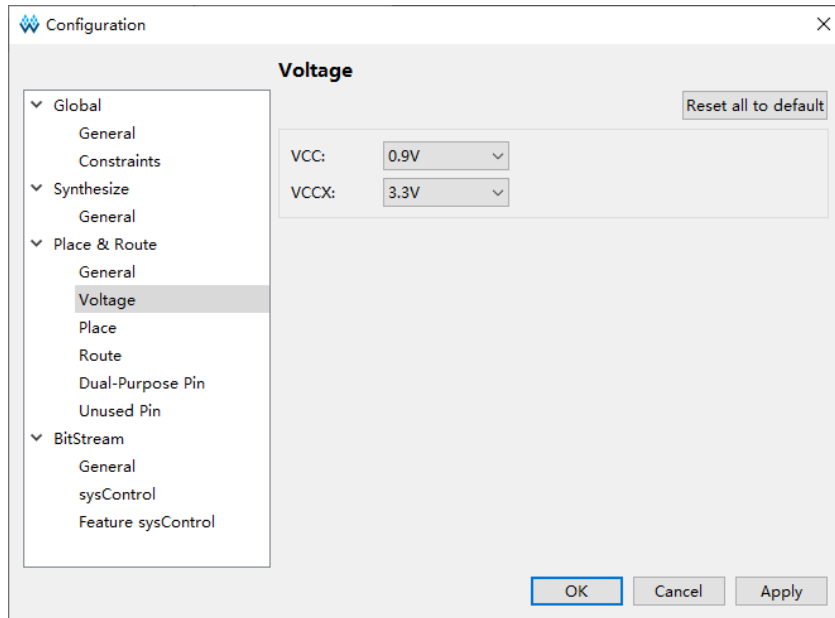 Configuration
Voltage
Reset all to default
Global
General
Constraints
Synthesize
General
Place & Route
General
Voltage
Place
Route
Dual-Purpose Pin
Unused Pin
BitStream
General
sysControl
Feature sysControl
VCC: 0.9V
VCCX: 3.3V
OK Cancel Apply